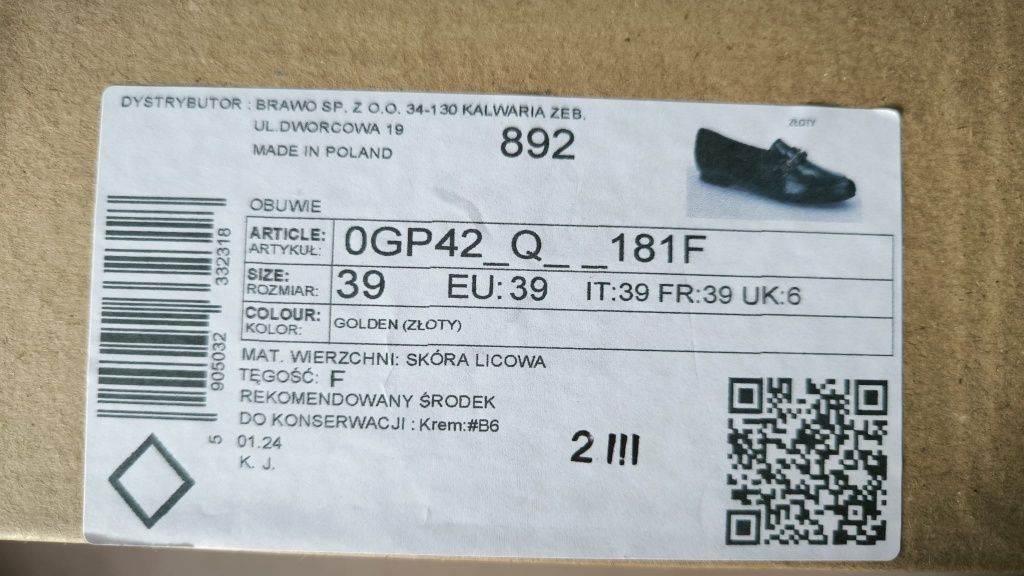 DYSTRYBUTOR : BRAWO SP. Z O.O. 34-130 KALWARIA ZEB.
UL.DWORCOWA 19
MADE IN POLAND
892
ZŁOTY
OBUWIE
ARTICLE: 0GP42_Q_ _181F
ARTYKUŁ:
SIZE: 39 EU: 39 IT:39 FR:39 UK:6
ROZMIAR:
COLOUR: GOLDEN (ZŁOTY)
KOLOR:
MAT. WIERZCHNI: SKÓRA LICOWA
TĘGOŚĆ: F
REKOMENDOWANY ŚRODEK
DO KONSERWACJI : Krem:#B6
01.24
K. J.
2 III
5 905032 332318